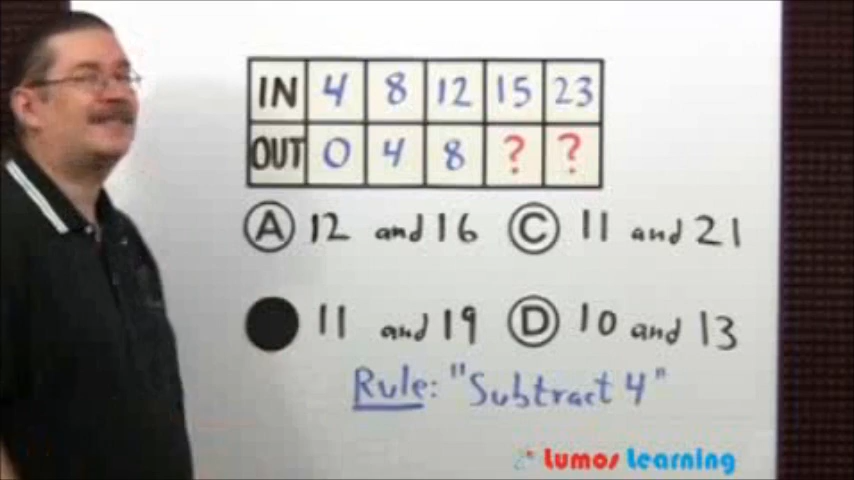 IN 4 8 12 15 23
OUT 0 4 8 ? ?
A 12 and 16 C 11 and 21
11 and 19 D 10 and 13
Rule: "Subtract 4"
Lumos Learning